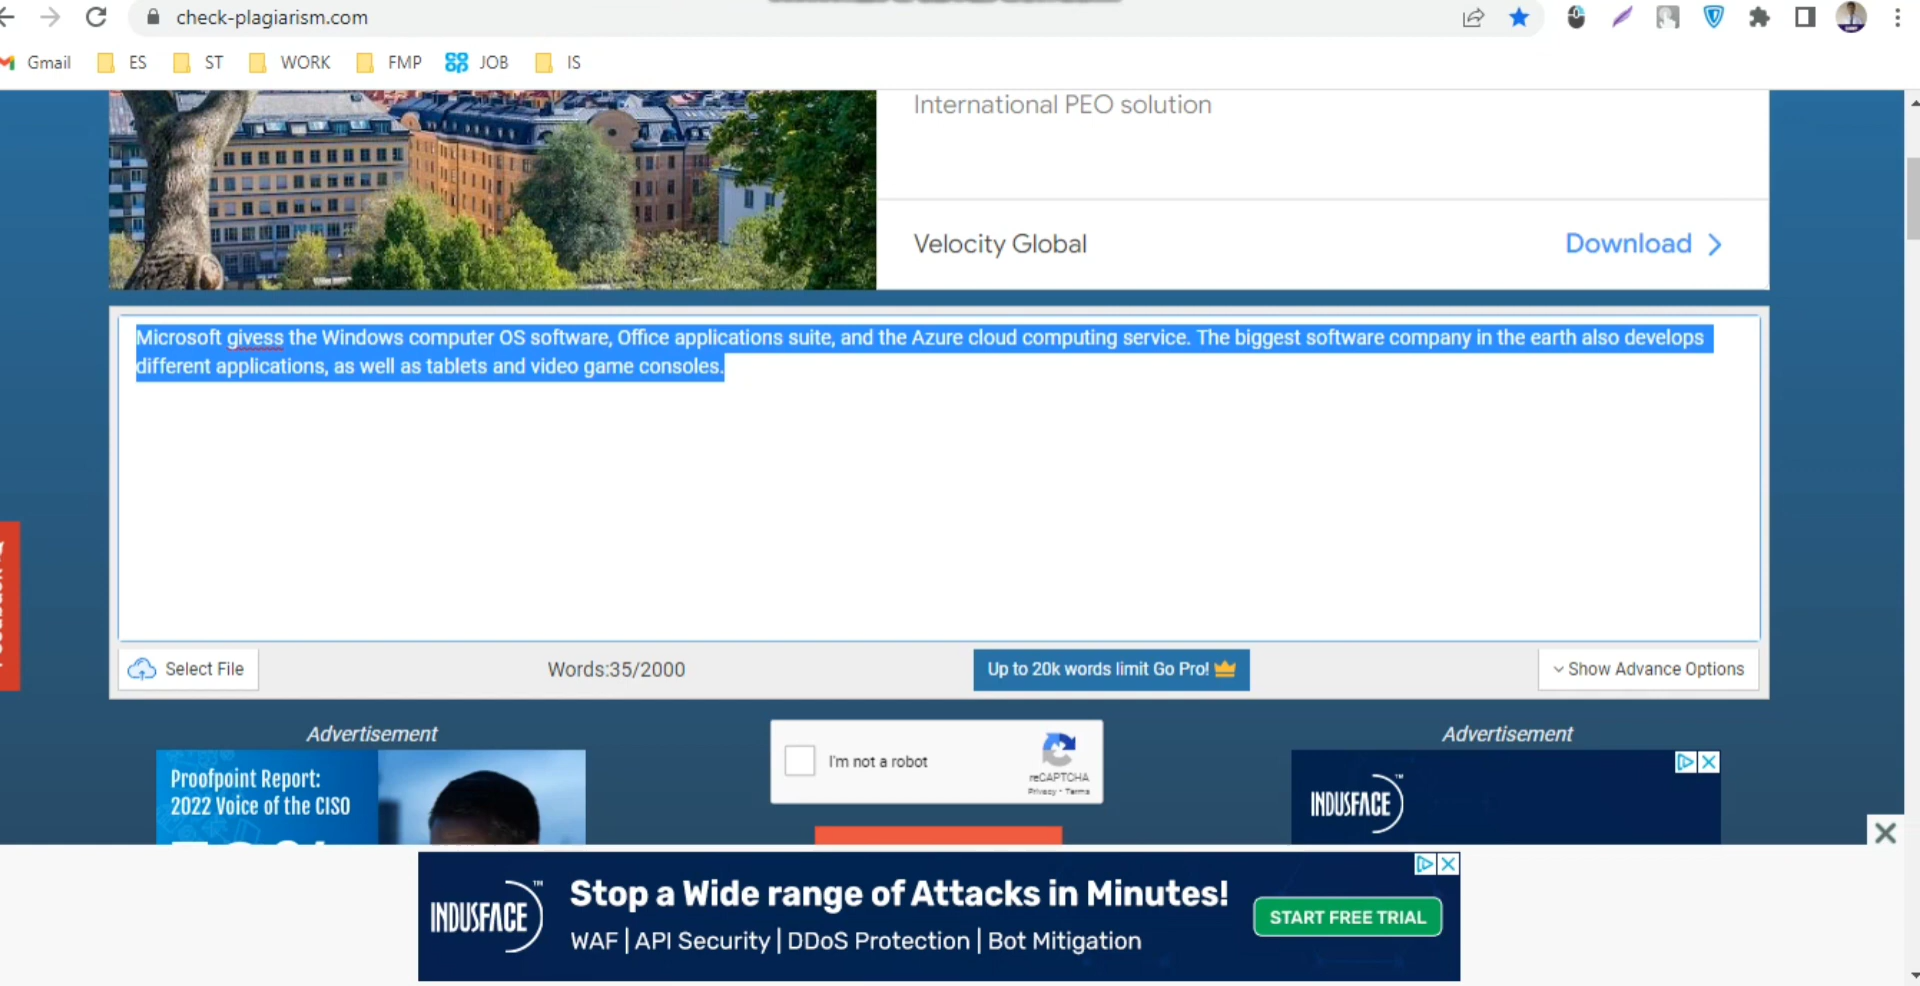 check-plagiarism.com
Gmail ES ST WORK FMP JOB IS
International PEO solution
Velocity Global
Download
Microsoft givess the Windows computer OS software, Office applications suite, and the Azure cloud computing service. The biggest software company in the earth also develops
different applications, as well as tablets and video game consoles.
Select File
Words:35/2000
Up to 20k words limit Go Pro!
Show Advance Options
Advertisement
Proofpoint Report:
2022 Voice of the CISO
I'm not a robot
reCAPTCHA
Privacy - Terms
Advertisement
INDUSFACE™
INDUSFACE™
Stop a Wide range of Attacks in Minutes!
WAF | API Security | DDoS Protection | Bot Mitigation
START FREE TRIAL